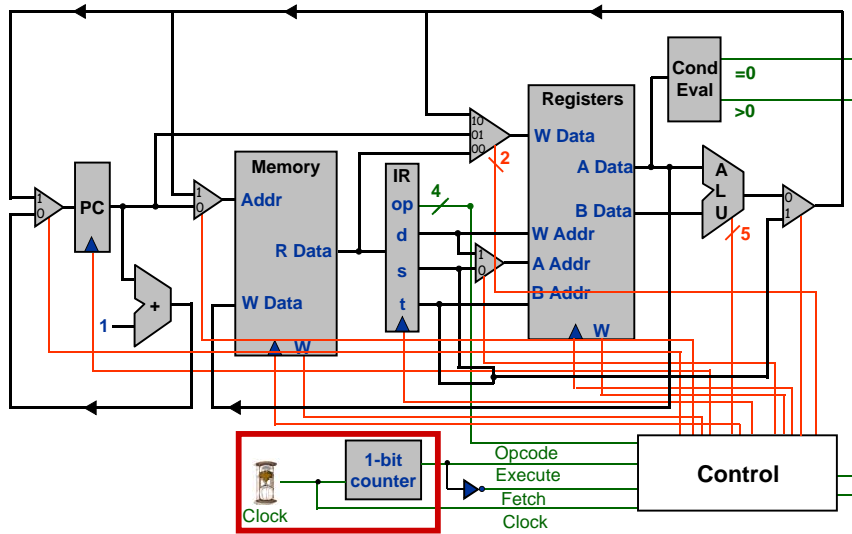 Cond
Eval
=0
>0
Registers
10
01
00
W Data
2
A Data
B Data
W Addr
A Addr
B Addr
W
A
L
U
5
0
1
Memory
Addr
R Data
W Data
W
IR
op
4
d
s
t
1
0
1
0
PC
1
0
+
1
1-bit
counter
Clock
Opcode
Execute
Fetch
Clock
Control